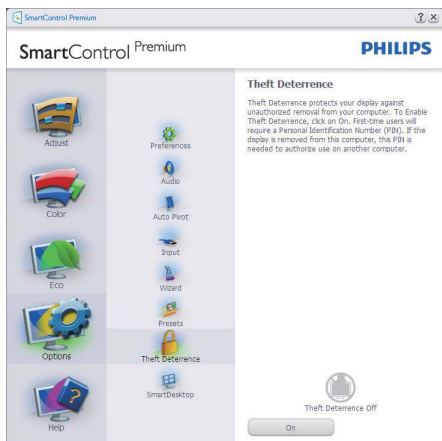 SmartControl Premium
SmartControl Premium
PHILIPS
Adjust
Color
Eco
Options
Help
Preferences
Audio
Auto Pivot
Input
Wizard
Presets
Theft Deterrence
SmartDesktop
Theft Deterrence
Theft Deterrence protects your display against
unauthorized removal from your computer. To Enable
Theft Deterrence, click on On. First-time users will
require a Personal Identification Number (PIN). If the
display is removed from this computer, this PIN is
needed to authorize use on another computer.
Theft Deterrence Off
On